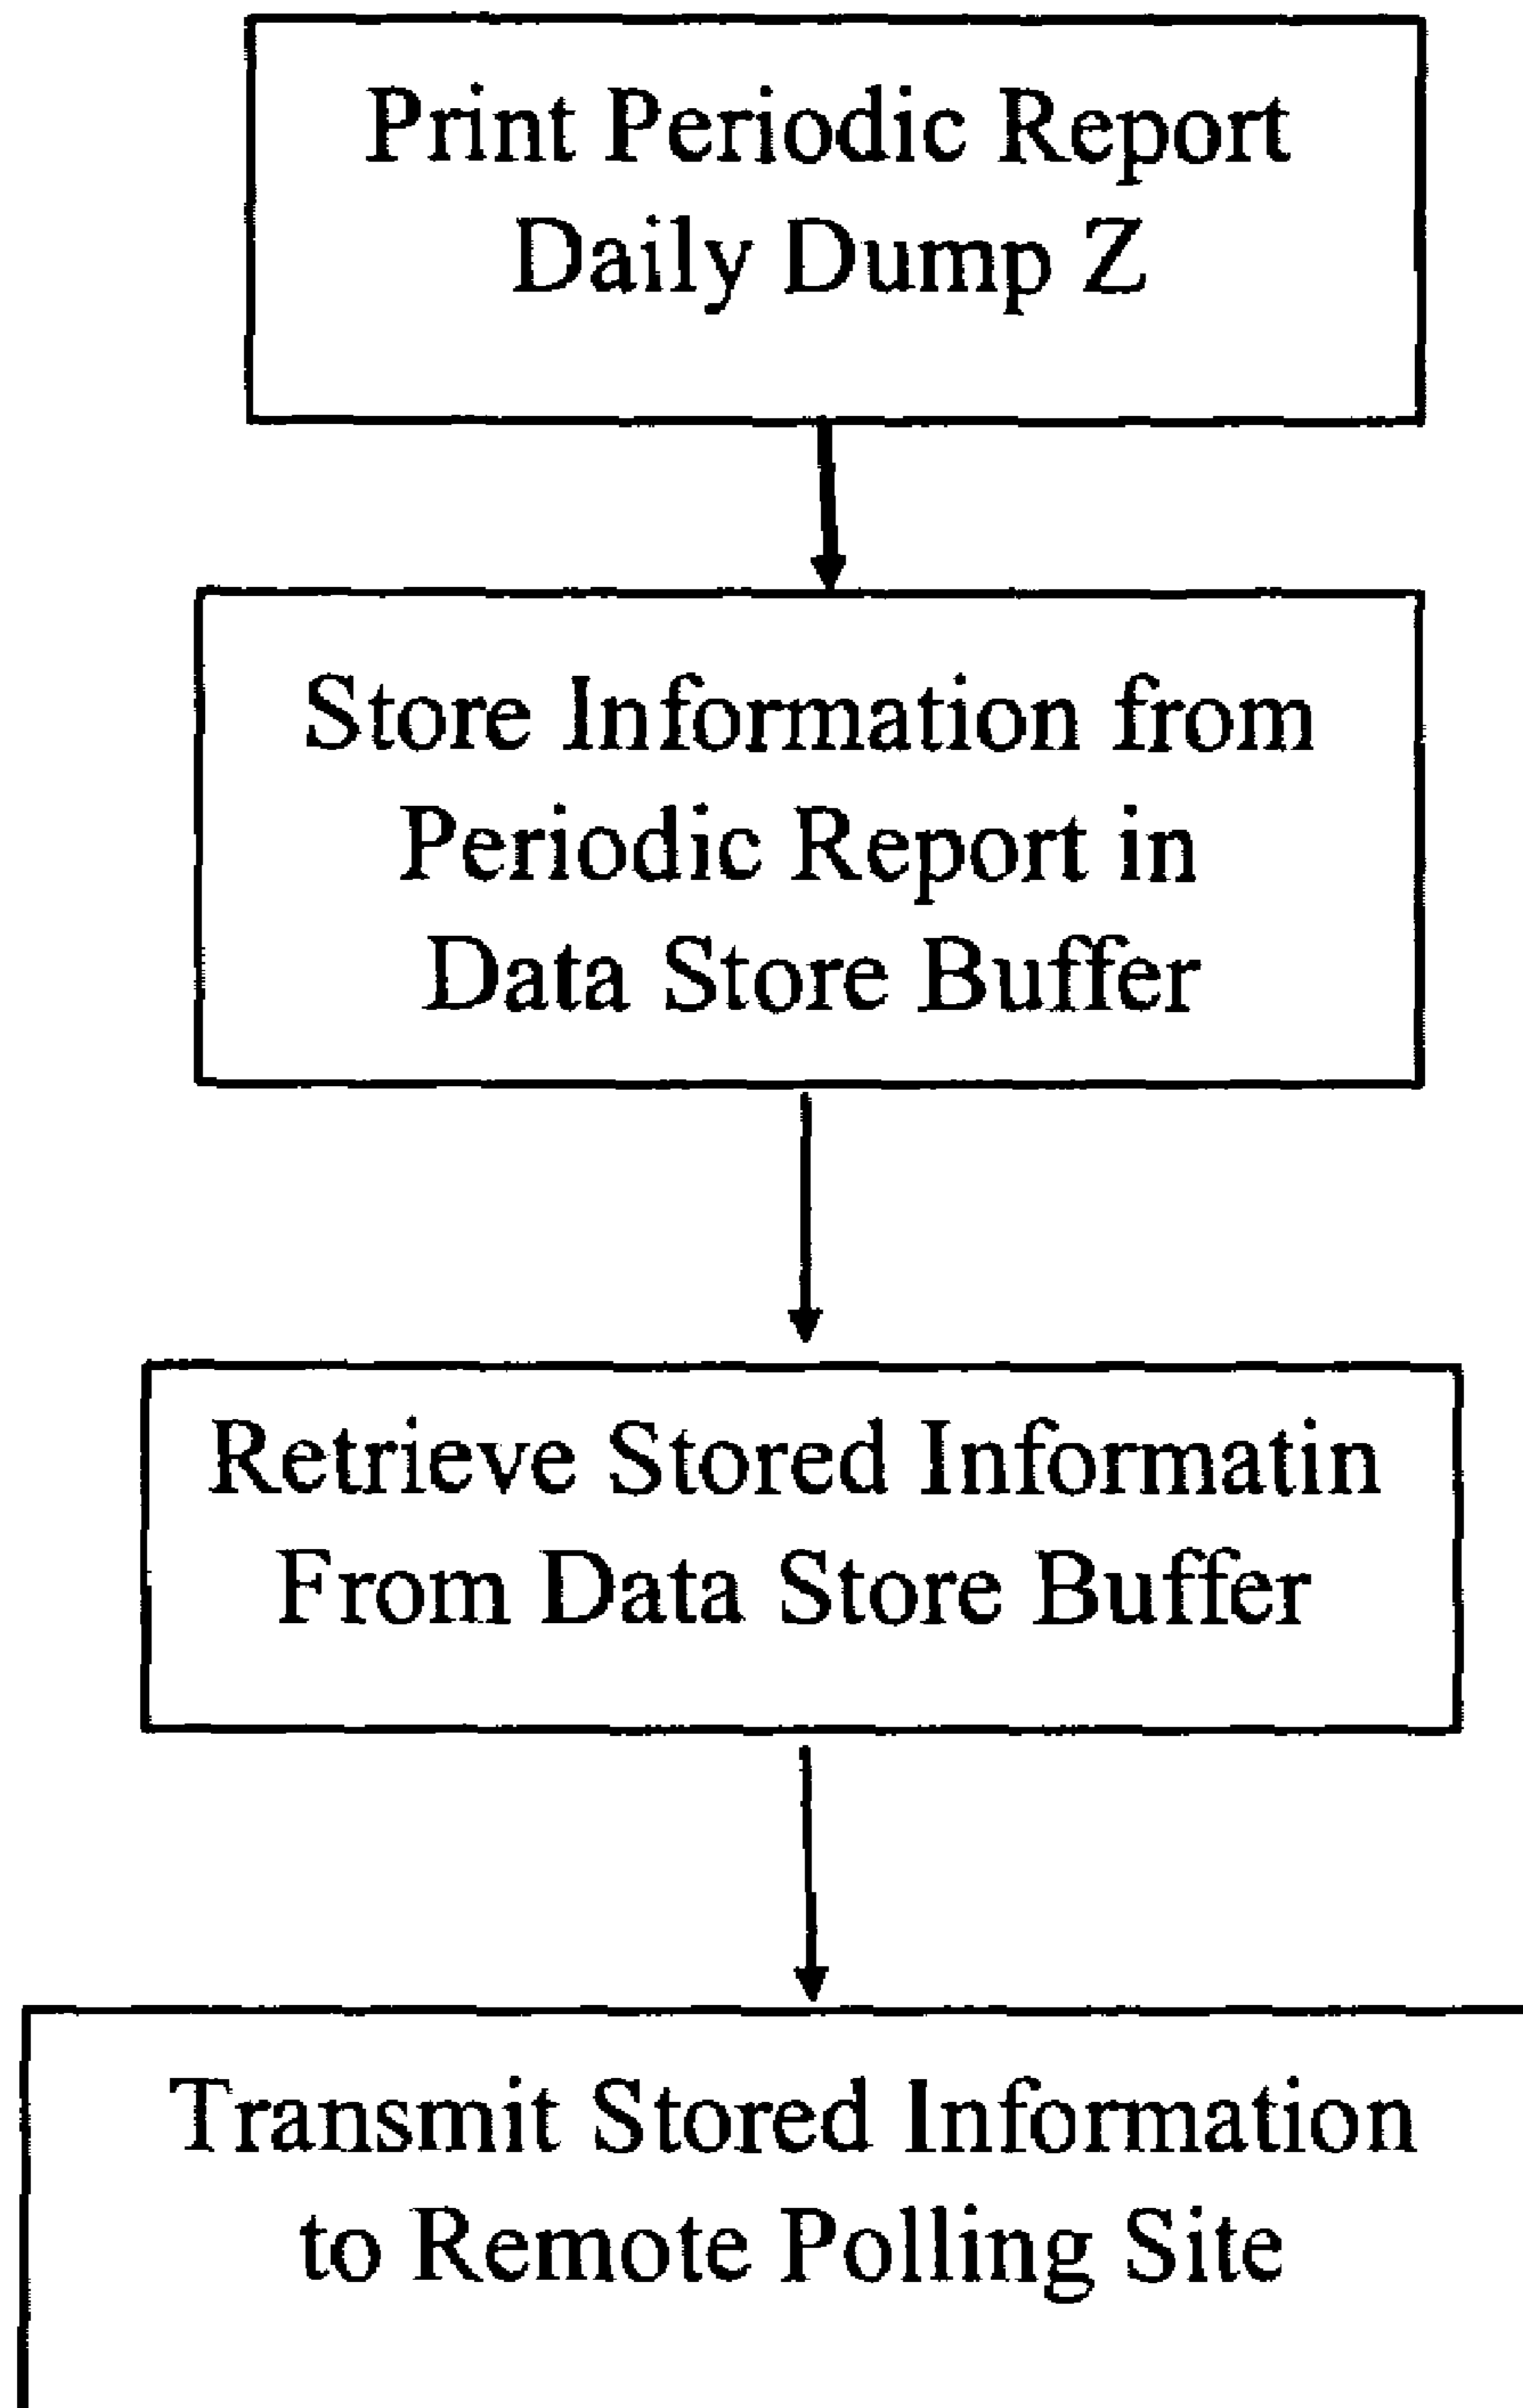 Print Periodic Report
Daily Dump Z
Store Information from
Periodic Report in
Data Store Buffer
Retrieve Stored Informatin
From Data Store Buffer
Transmit Stored Information
to Remote Polling Site